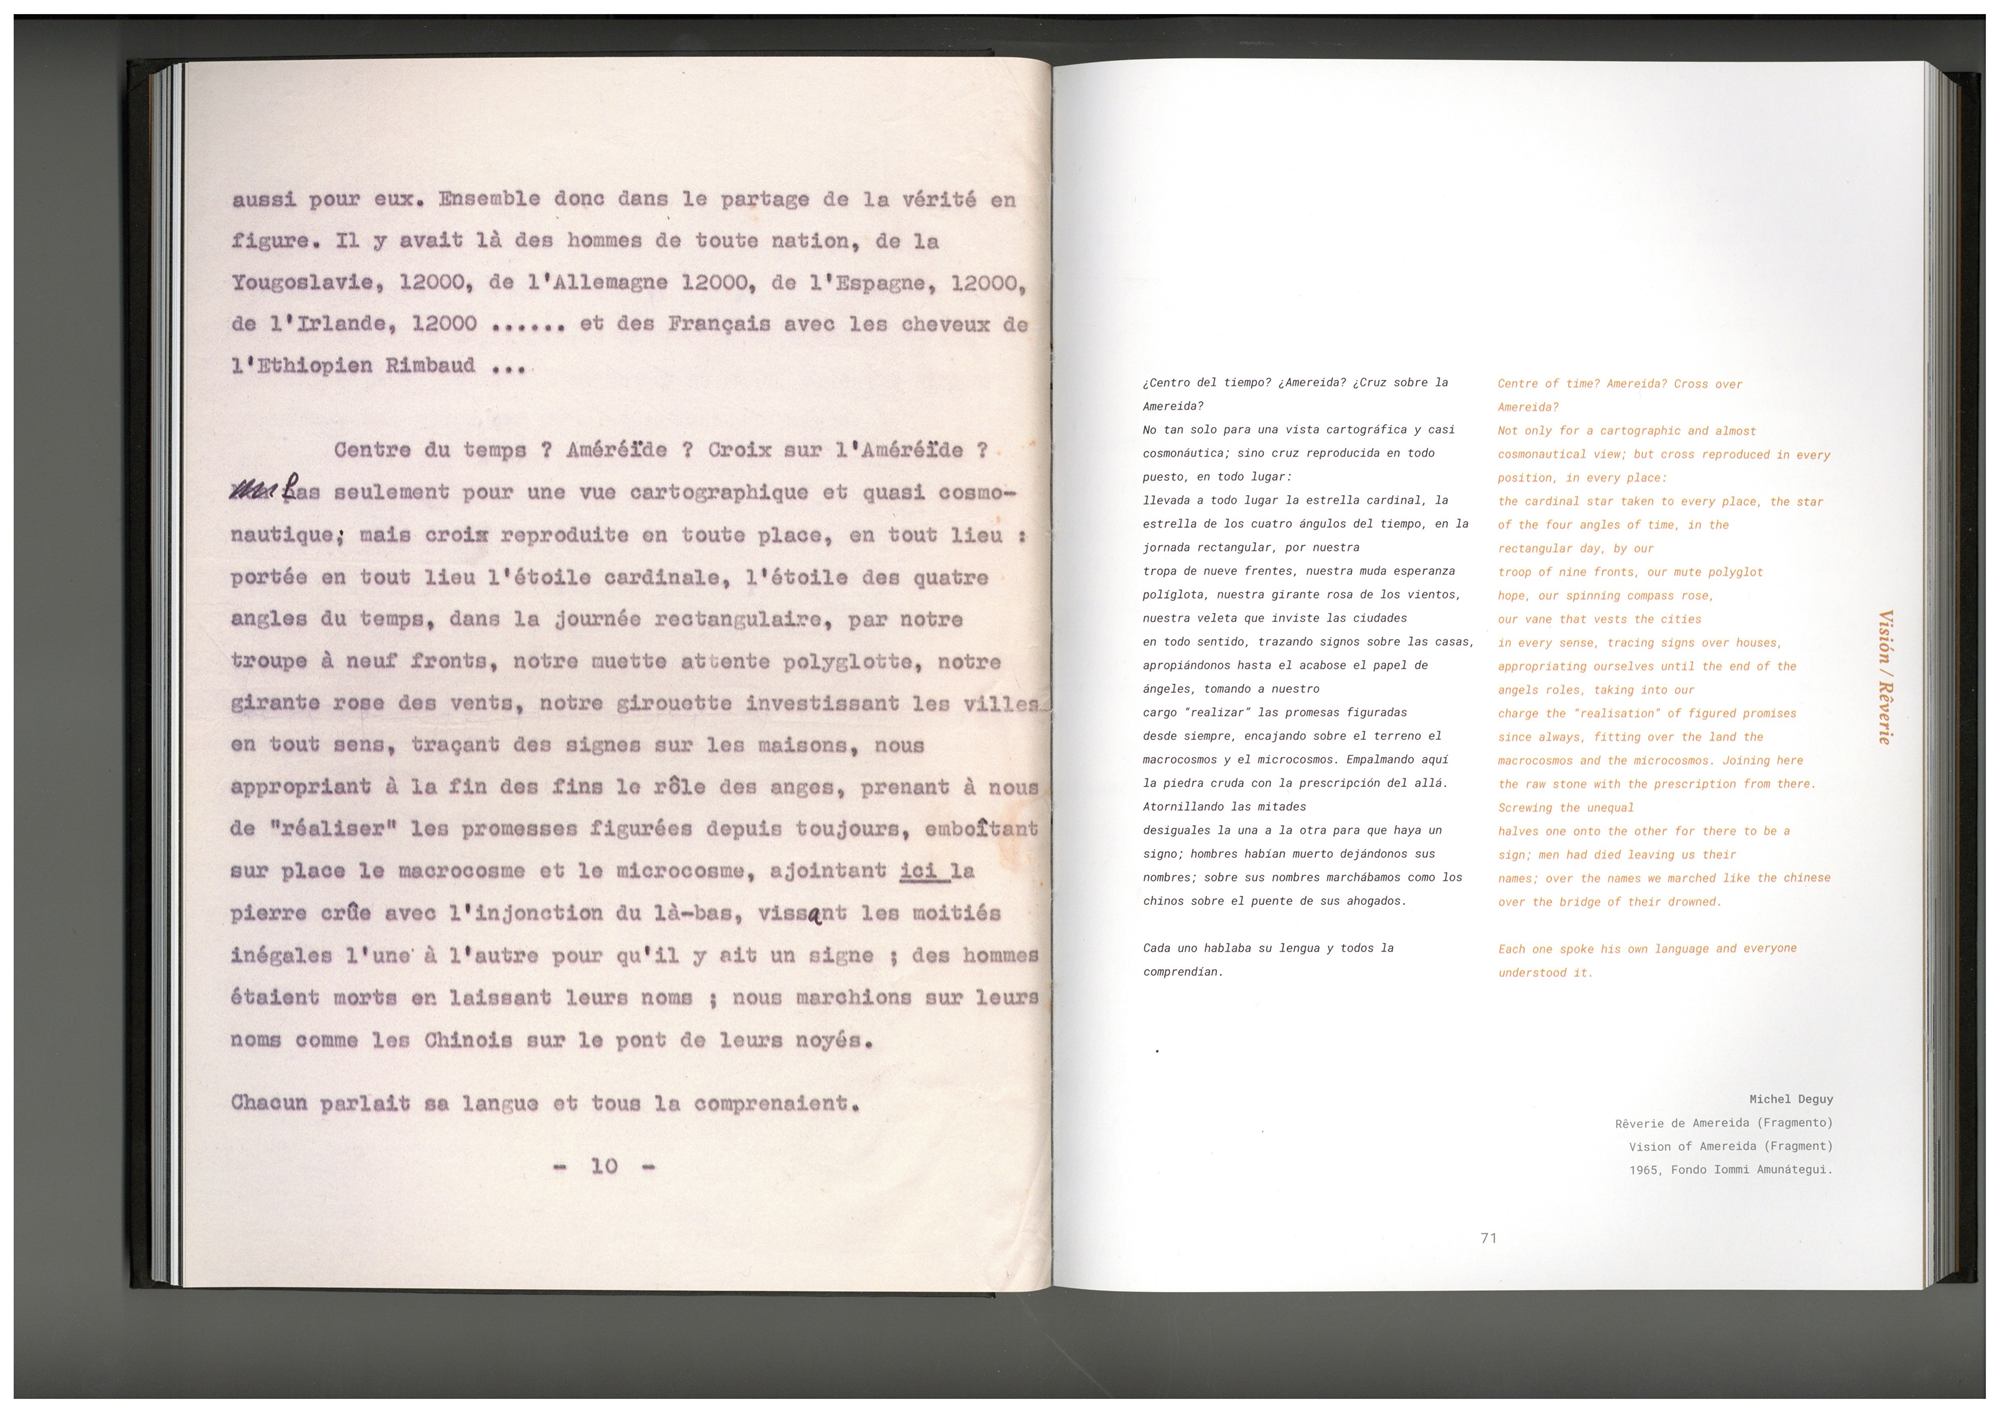 aussi pour eux. Ensemble donc dans le partage de la vérité en
figure. Il y avait là des hommes de toute nation, de la
Yougoslavie, 12000, de l'Allemagne 12000, de l'Espagne, 12000,
de l'Irlande, 12000 ...... et des Français avec les cheveux de
l'Ethiopien Rimbaud ...
Centre du temps ? Améréïde ? Croix sur l'Améréïde ?
Pas seulement pour une vue cartographique et quasi cosmo-
nautique; mais croix reproduite en toute place, en tout lieu :
portée en tout lieu l'étoile cardinale, l'étoile des quatre
angles du temps, dans la journée rectangulaire, par notre
troupe à neuf fronts, notre muette attente polyglotte, notre
girante rose des vents, notre girouette investissant les villes
en tout sens, traçant des signes sur les maisons, nous
appropriant à la fin des fins le rôle des anges, prenant à nous
de "réaliser" les promesses figurées depuis toujours, emboîtant
sur place le macrocosme et le microcosme, ajointant ici la
pierre crûe avec l'injonction du là-bas, vissant les moitiés
inégales l'une à l'autre pour qu'il y ait un signe ; des hommes
étaient morts en laissant leurs noms ; nous marchions sur leurs
noms comme les Chinois sur le pont de leurs noyés.
Chacun parlait sa langue et tous la comprenaient.
- 10 -
¿Centro del tiempo? ¿Amereida? ¿Cruz sobre la
Amereida?
No tan solo para una vista cartográfica y casi
cosmonáutica; sino cruz reproducida en todo
puesto, en todo lugar:
llevada a todo lugar la estrella cardinal, la
estrella de los cuatro ángulos del tiempo, en la
jornada rectangular, por nuestra
tropa de nueve frentes, nuestra muda esperanza
políglota, nuestra girante rosa de los vientos,
nuestra veleta que inviste las ciudades
en todo sentido, trazando signos sobre las casas,
apropiándonos hasta el acabose el papel de
ángeles, tomando a nuestro
cargo "realizar" las promesas figuradas
desde siempre, encajando sobre el terreno el
macrocosmos y el microcosmos. Empalmando aquí
la piedra cruda con la prescripción del allá.
Atornillando las mitades
desiguales la una a la otra para que haya un
signo; hombres habían muerto dejándonos sus
nombres; sobre sus nombres marchábamos como los
chinos sobre el puente de sus ahogados.
Cada uno hablaba su lengua y todos la
comprendían.
Centre of time? Amereida? Cross over
Amereida?
Not only for a cartographic and almost
cosmonautical view; but cross reproduced in every
position, in every place:
the cardinal star taken to every place, the star
of the four angles of time, in the
rectangular day, by our
troop of nine fronts, our mute polyglot
hope, our spinning compass rose,
our vane that vests the cities
in every sense, tracing signs over houses,
appropriating ourselves until the end of the
angels roles, taking into our
charge the "realisation" of figured promises
since always, fitting over the land the
macrocosmos and the microcosmos. Joining here
the raw stone with the prescription from there.
Screwing the unequal
halves one onto the other for there to be a
sign; men had died leaving us their
names; over the names we marched like the chinese
over the bridge of their drowned.
Each one spoke his own language and everyone
understood it.
Visión / Rêverie
Michel Deguy
Rêverie de Amereida (Fragmento)
Vision of Amereida (Fragment)
1965, Fondo Iommi Amunátegui.
71